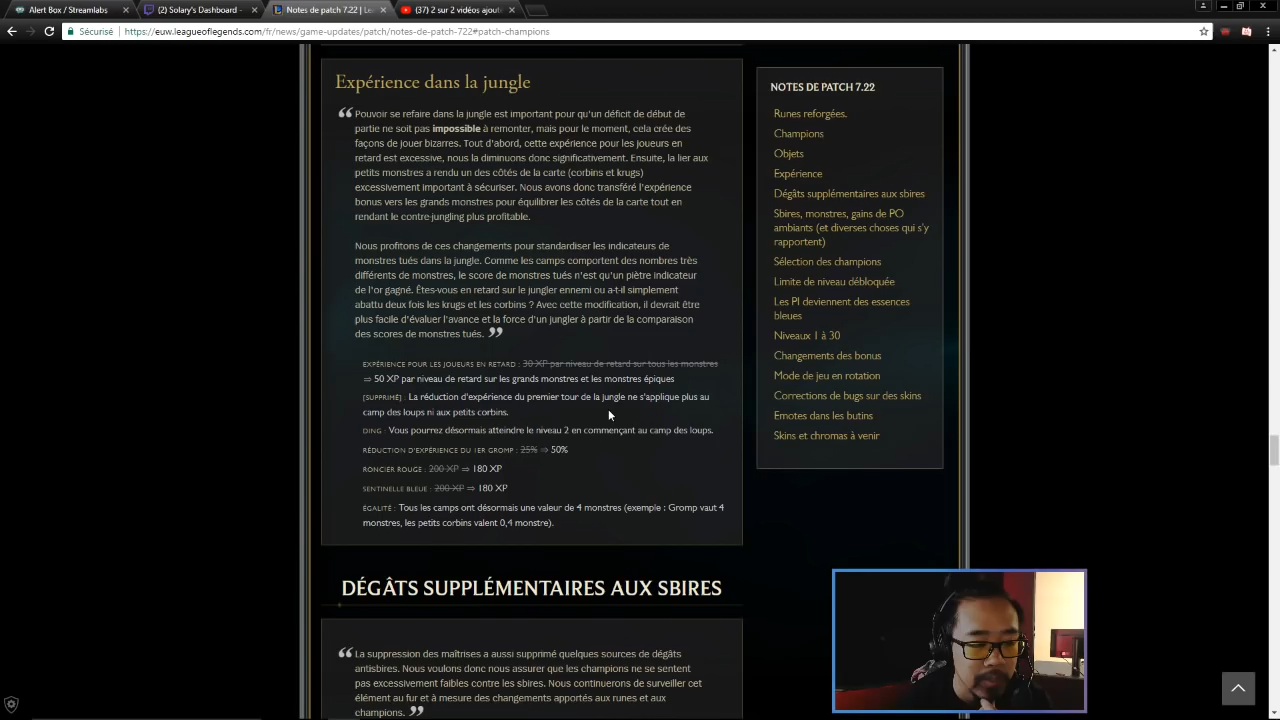 Alert Box / Streamlabs
(2) Solary's Dashboard -
Notes de patch 7.22 | Le
(37) 2 sur 2 vidéos ajout
Sécurisé
https://euw.leagueoflegends.com/fr/news/game-updates/patch/notes-de-patch-722#patch-champions
Expérience dans la jungle
“ Pouvoir se refaire dans la jungle est important pour qu'un déficit de début de
partie ne soit pas impossible à remonter, mais pour le moment, cela crée des
façons de jouer bizarres. Tout d'abord, cette expérience pour les joueurs en
retard est excessive, nous la diminuons donc significativement. Ensuite, la lier aux
petits monstres a rendu un des côtés de la carte (corbins et krugs)
excessivement important à sécuriser. Nous avons donc transféré l'expérience
bonus vers les grands monstres pour équilibrer les côtés de la carte tout en
rendant le contre-jungling plus profitable.
Nous profitons de ces changements pour standardiser les indicateurs de
monstres tués dans la jungle. Comme les camps comportent des nombres très
différents de monstres, le score de monstres tués n'est qu'un piètre indicateur
de l'or gagné. Êtes-vous en retard sur le jungler ennemi ou a-t-il simplement
abattu deux fois les krugs et les corbins ? Avec cette modification, il devrait être
plus facile d'évaluer l'avance et la force d'un jungler à partir de la comparaison
des scores de monstres tués. ”
EXPÉRIENCE POUR LES JOUEURS EN RETARD : 30 XP par niveau de retard sur tous les monstres
⇒ 50 XP par niveau de retard sur les grands monstres et les monstres épiques
[SUPPRIMÉ] : La réduction d'expérience du premier tour de la jungle ne s'applique plus au
camp des loups ni aux petits corbins.
DING : Vous pourrez désormais atteindre le niveau 2 en commençant au camp des loups.
RÉDUCTION D'EXPÉRIENCE DU 1ER GROMP : 25% ⇒ 50%
RONCIER ROUGE : 200 XP ⇒ 180 XP
SENTINELLE BLEUE : 200 XP ⇒ 180 XP
ÉGALITÉ : Tous les camps ont désormais une valeur de 4 monstres (exemple : Gromp vaut 4
monstres, les petits corbins valent 0,4 monstre).
DÉGÂTS SUPPLÉMENTAIRES AUX SBIRES
“ La suppression des maîtrises a aussi supprimé quelques sources de dégâts
antisbires. Nous voulons donc nous assurer que les champions ne se sentent
pas excessivement faibles contre les sbires. Nous continuerons de surveiller cet
élément au fur et à mesure des changements apportés aux runes et aux
champions. ”
NOTES DE PATCH 7.22
Runes reforgées.
Champions
Objets
Expérience
Dégâts supplémentaires aux sbires
Sbires, monstres, gains de PO
ambiants (et diverses choses qui s'y
rapportent)
Sélection des champions
Limite de niveau débloquée
Les PI deviennent des essences
bleues
Niveaux 1 à 30
Changements des bonus
Mode de jeu en rotation
Corrections de bugs sur des skins
Emotes dans les butins
Skins et chromas à venir